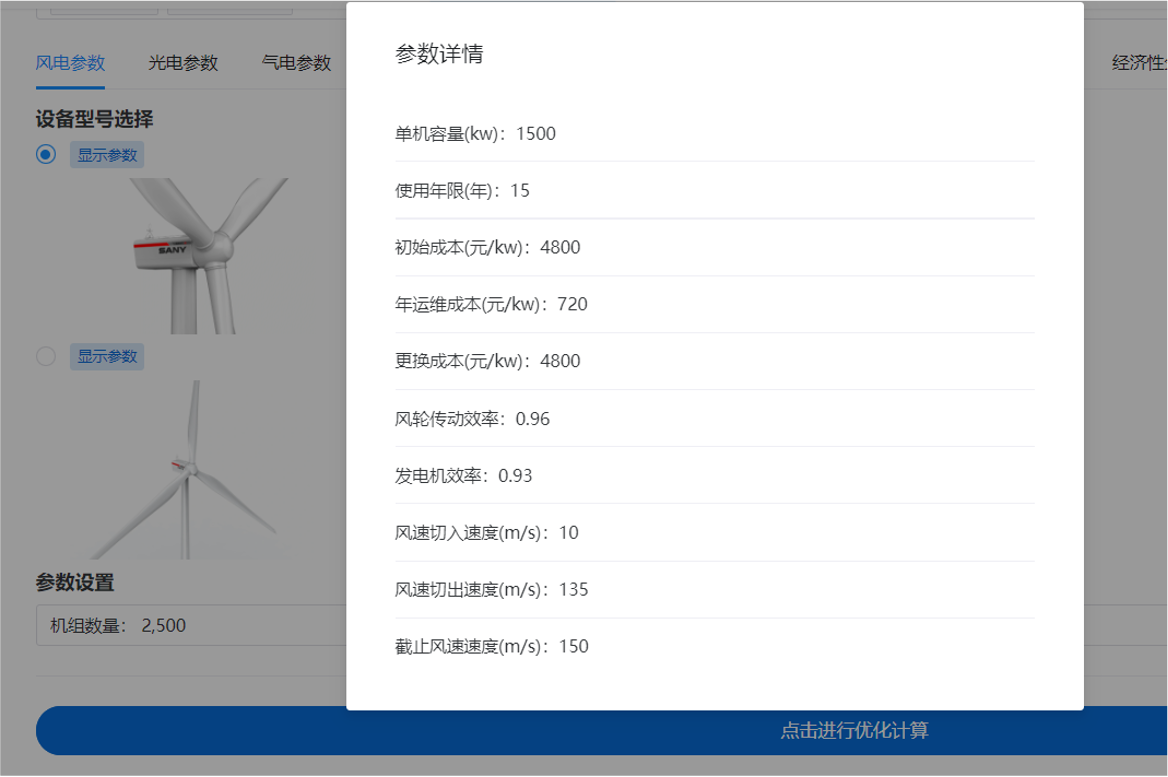 参数详情
风电参数 光电参数 气电参数
经济性
设备型号选择
显示参数
SANY
显示参数
参数设置
机组数量： 2,500
单机容量(kw)：1500
使用年限(年)：15
初始成本(元/kw)：4800
年运维成本(元/kw)：720
更换成本(元/kw)：4800
风轮传动效率：0.96
发电机效率：0.93
风速切入速度(m/s)：10
风速切出速度(m/s)：135
截止风速速度(m/s)：150
点击进行优化计算